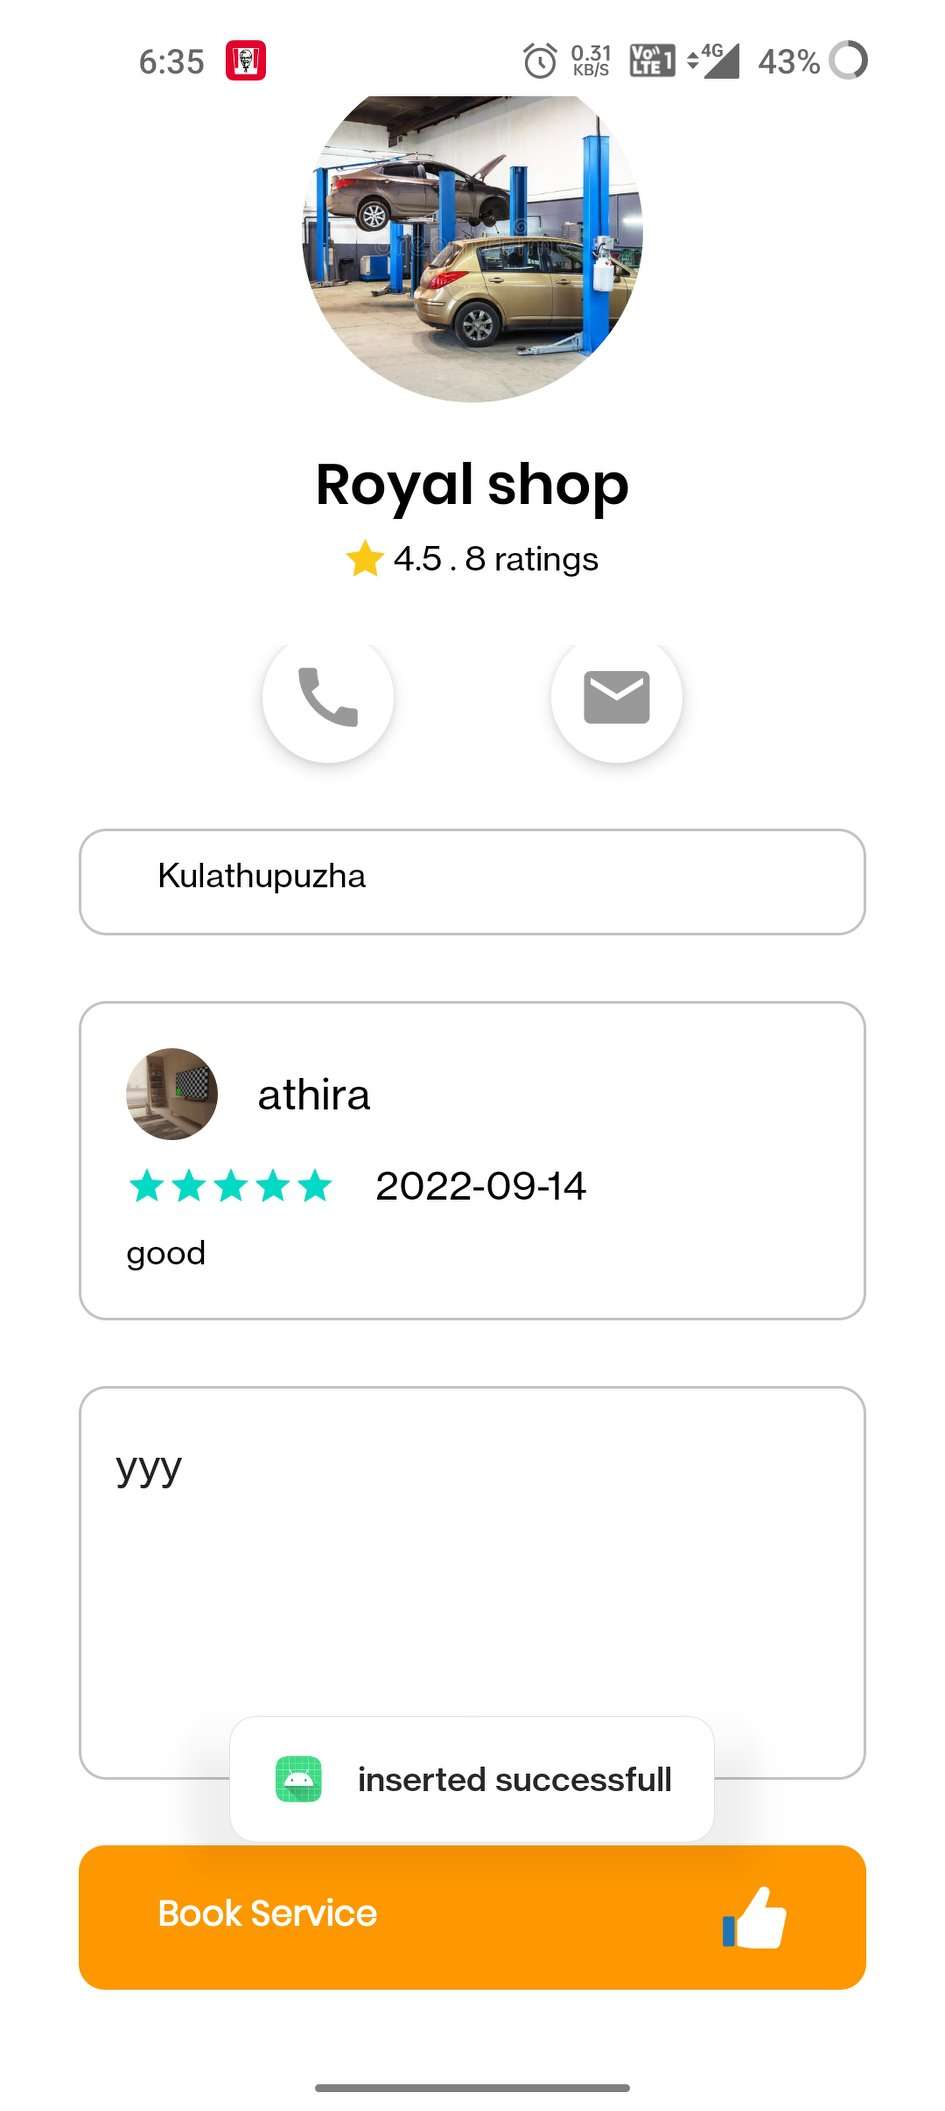 6:35 0.31 KB/S Vo LTE 1 4G 43%
Royal shop
4.5 . 8 ratings
Kulathupuzha
athira
2022-09-14
good
yyy
inserted successfull
Book Service